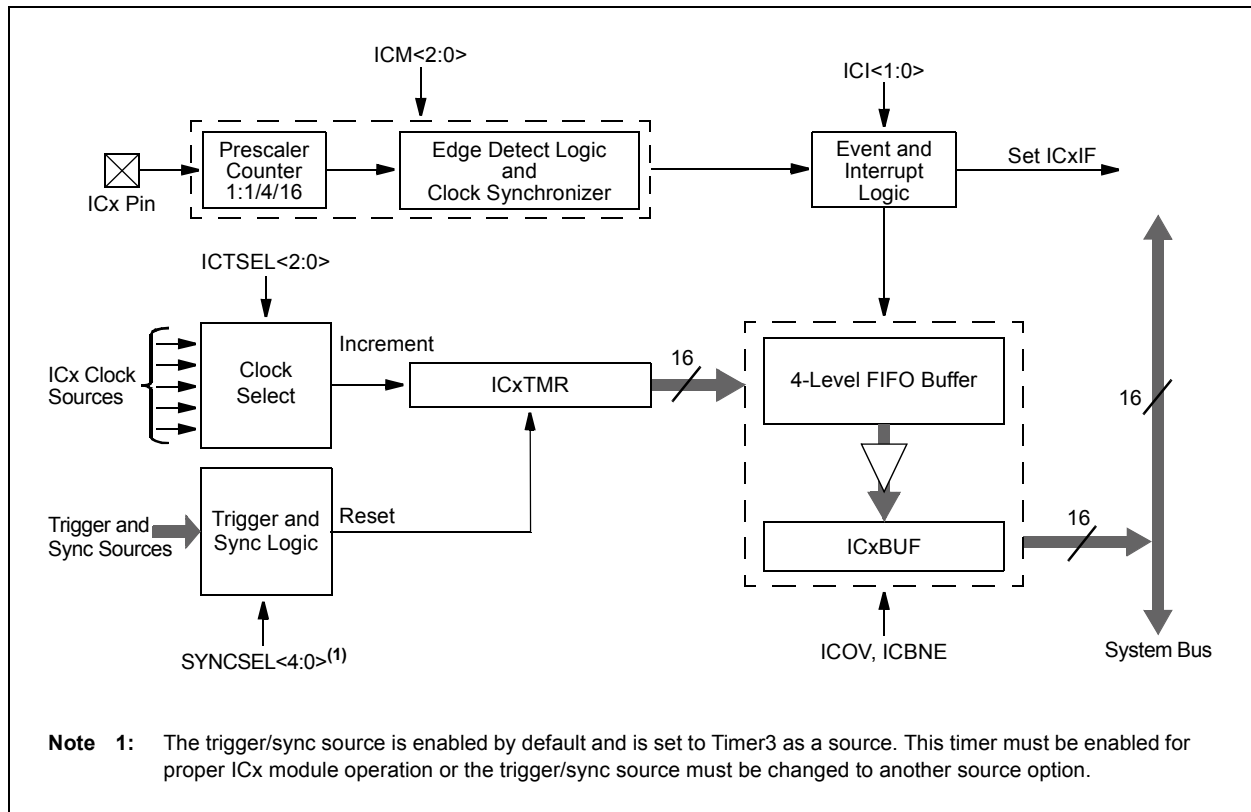 ICM<2:0>
ICI<1:0>
Prescaler
Counter
1:1/4/16
Edge Detect Logic
and
Clock Synchronizer
Event and
Interrupt
Logic
Set ICxIF
ICx Pin
ICTSEL<2:0>
ICx Clock
Sources
Clock
Select
Increment
ICxTMR
16
4-Level FIFO Buffer
16
Trigger and
Sync Sources
Trigger and
Sync Logic
Reset
ICxBUF
16
SYNCSEL<4:0>(1)
ICOV, ICBNE
System Bus
Note 1: The trigger/sync source is enabled by default and is set to Timer3 as a source. This timer must be enabled for
proper ICx module operation or the trigger/sync source must be changed to another source option.